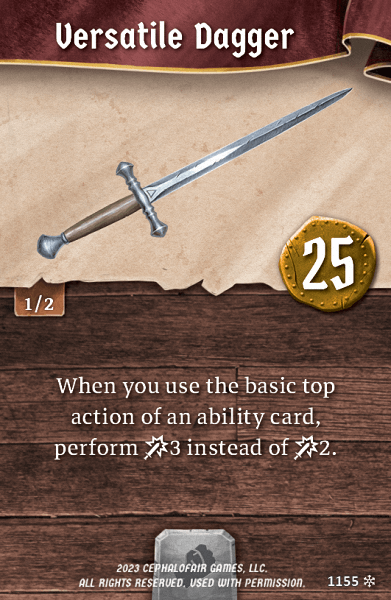 Versatile Dagger
25
1/2
When you use the basic top
action of an ability card,
perform 3 instead of 2.
2023 CEPHALOFAIR GAMES, LLC.
ALL RIGHTS RESERVED. USED WITH PERMISSION.
1155